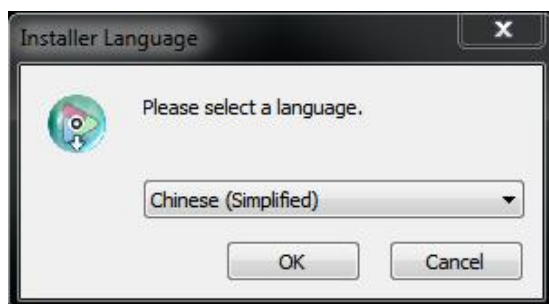 Installer Language
Please select a language.
Chinese (Simplified)
OK
Cancel